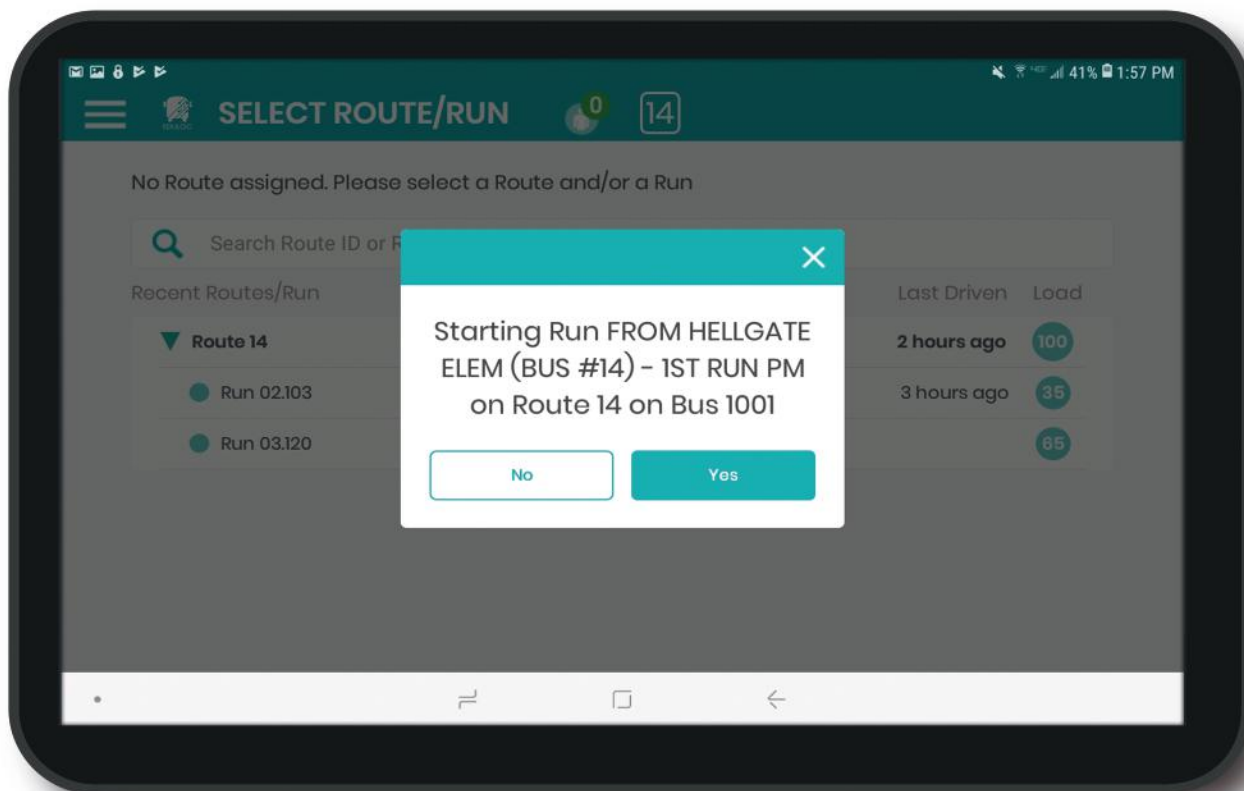 41% 1:57 PM
SELECT ROUTE/RUN 0 14
No Route assigned. Please select a Route and/or a Run
Search Route ID or R
Recent Routes/Run Last Driven Load
Route 14 2 hours ago 100
Run 02.103 3 hours ago 35
Run 03.120 65
Starting Run FROM HELLGATE
ELEM (BUS #14) - 1ST RUN PM
on Route 14 on Bus 1001
No Yes